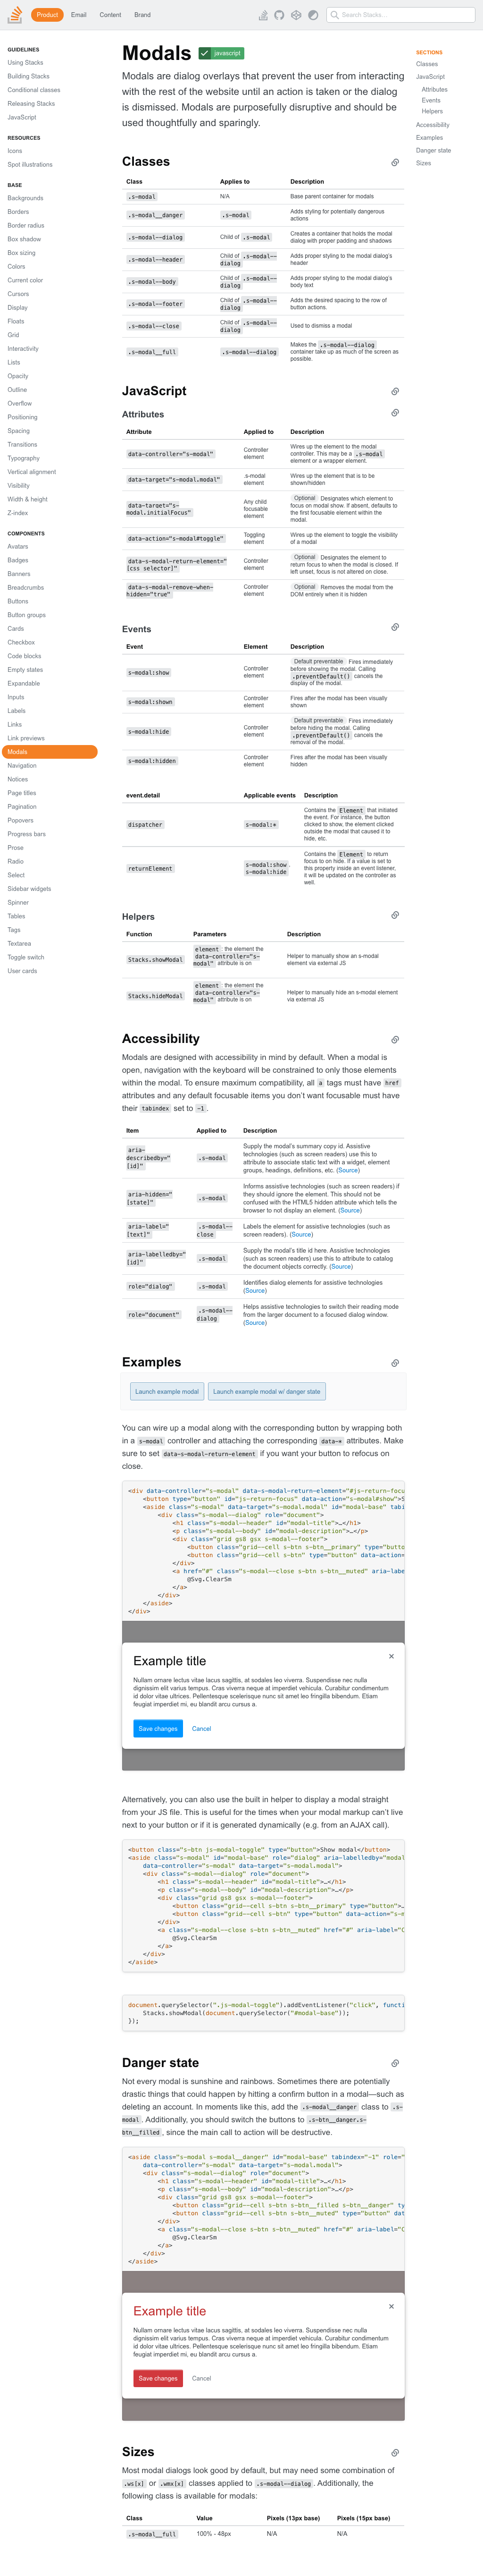 Product Email Content Brand
Search Stacks…
GUIDELINES
Using Stacks
Building Stacks
Conditional classes
Releasing Stacks
JavaScript
RESOURCES
Icons
Spot illustrations
BASE
Backgrounds
Borders
Border radius
Box shadow
Box sizing
Colors
Current color
Cursors
Display
Floats
Grid
Interactivity
Lists
Opacity
Outline
Overflow
Positioning
Spacing
Transitions
Typography
Vertical alignment
Visibility
Width & height
Z-index
COMPONENTS
Avatars
Badges
Banners
Breadcrumbs
Buttons
Button groups
Cards
Checkbox
Code blocks
Empty states
Expandable
Inputs
Labels
Links
Link previews
Modals
Navigation
Notices
Page titles
Pagination
Popovers
Progress bars
Prose
Radio
Select
Sidebar widgets
Spinner
Tables
Tags
Textarea
Toggle switch
User cards
Modals javascript
Modals are dialog overlays that prevent the user from interacting
with the rest of the website until an action is taken or the dialog
is dismissed. Modals are purposefully disruptive and should be
used thoughtfully and sparingly.
Classes
Class Applies to Description
.s-modal N/A Base parent container for modals
.s-modal__danger .s-modal Adds styling for potentially dangerous
actions
.s-modal--dialog Child of .s-modal Creates a container that holds the modal
dialog with proper padding and shadows
.s-modal--header Child of .s-modal--
dialog Adds proper styling to the modal dialog's
header
.s-modal--body Child of .s-modal--
dialog Adds proper styling to the modal dialog's
body text
.s-modal--footer Child of .s-modal--
dialog Adds the desired spacing to the row of
button actions.
.s-modal--close Child of .s-modal--
dialog Used to dismiss a modal
.s-modal__full .s-modal--dialog Makes the .s-modal--dialog
container take up as much of the screen as
possible.
JavaScript
Attributes
Attribute Applied to Description
data-controller="s-modal" Controller
element Wires up the element to the modal
controller. This may be a .s-modal
element or a wrapper element.
data-target="s-modal.modal" .s-modal
element Wires up the element that is to be
shown/hidden
data-target="s-
modal.initialFocus" Any child
focusable
element Optional Designates which element to
focus on modal show. If absent, defaults to
the first focusable element within the
modal.
data-action="s-modal#toggle" Toggling
element Wires up the element to toggle the visibility
of a modal
data-s-modal-return-element="
[css selector]" Controller
element Optional Designates the element to
return focus to when the modal is closed. If
left unset, focus is not altered on close.
data-s-modal-remove-when-
hidden="true" Controller
element Optional Removes the modal from the
DOM entirely when it is hidden
Events
Event Element Description
s-modal:show Controller
element Default preventable Fires immediately
before showing the modal. Calling
.preventDefault() cancels the
display of the modal.
s-modal:shown Controller
element Fires after the modal has been visually
shown
s-modal:hide Controller
element Default preventable Fires immediately
before hiding the modal. Calling
.preventDefault() cancels the
removal of the modal.
s-modal:hidden Controller
element Fires after the modal has been visually
hidden
event.detail Applicable events Description
dispatcher s-modal:* Contains the Element that initiated
the event. For instance, the button
clicked to show, the element clicked
outside the modal that caused it to
hide, etc.
returnElement s-modal:show,
s-modal:hide Contains the Element to return
focus to on hide. If a value is set to
this property inside an event listener,
it will be updated on the controller as
well.
Helpers
Function Parameters Description
Stacks.showModal element the element the
data-controller="s-
modal" attribute is on Helper to manually show an s-modal
element via external JS
Stacks.hideModal element the element the
data-controller="s-
modal" attribute is on Helper to manually hide an s-modal element
via external JS
Accessibility
Modals are designed with accessibility in mind by default. When a modal is
open, navigation with the keyboard will be constrained to only those elements
within the modal. To ensure maximum compatibility, all a tags must have href
attributes and any default focusable items you don't want focusable must have
their tabindex set to -1.
Item Applied to Description
aria-
describedby="
[id]" .s-modal Supply the modal's summary copy id. Assistive
technologies (such as screen readers) use this to
attribute to associate static text with a widget, element
groups, headings, definitions, etc. (Source)
aria-hidden="
[state]" .s-modal Informs assistive technologies (such as screen readers) if
they should ignore the element. This should not be
confused with the HTML5 hidden attribute which tells the
browser to not display an element. (Source)
aria-label="
[text]" .s-modal--
close Labels the element for assistive technologies (such as
screen readers). (Source)
aria-labelledby="
[id]" .s-modal Supply the modal's title id here. Assistive technologies
(such as screen readers) use this to attribute to catalog
the document objects correctly. (Source)
role="dialog" .s-modal Identifies dialog elements for assistive technologies
(Source)
role="document" .s-modal--
dialog Helps assistive technologies to switch their reading mode
from the larger document to a focused dialog window.
(Source)
Examples
Launch example modal Launch example modal w/ danger state
You can wire up a modal along with the corresponding button by wrapping both
in a s-modal controller and attaching the corresponding data-* attributes. Make
sure to set data-s-modal-return-element if you want your button to refocus on
close.
<div data-controller="s-modal" data-s-modal-return-element="#js-return-focu
<button type="button" id="js-return-focus" data-action="s-modal#show">S
<aside class="s-modal" data-target="s-modal.modal" id="modal-base" tabi
<div class="s-modal--dialog" role="document">
<h1 class="s-modal--header" id="modal-title">…</h1>
<p class="s-modal--body" id="modal-description">…</p>
<div class="grid gs8 gsx s-modal--footer">
<button class="grid--cell s-btn s-btn__primary" type="butto
<button class="grid--cell s-btn" type="button" data-action=
</div>
<a href="#" class="s-modal--close s-btn s-btn__muted" aria-labe
@Svg.ClearSm
</a>
</div>
</aside>
</div>
Example title
Nullam ornare lectus vitae lacus sagittis, at sodales leo viverra. Suspendisse nec nulla
dignissim elit varius tempus. Cras viverra neque at imperdiet vehicula. Curabitur condimentum
id dolor vitae ultrices. Pellentesque scelerisque nunc sit amet leo fringilla bibendum. Etiam
feugiat imperdiet mi, eu blandit arcu cursus a.
Save changes Cancel
Alternatively, you can also use the built in helper to display a modal straight
from your JS file. This is useful for the times when your modal markup can't live
next to your button or if it is generated dynamically (e.g. from an AJAX call).
<button class="s-btn js-modal-toggle" type="button">Show modal</button>
<aside class="s-modal" id="modal-base" role="dialog" aria-labelledby="modal
data-controller="s-modal" data-target="s-modal.modal">
<div class="s-modal--dialog" role="document">
<h1 class="s-modal--header" id="modal-title">…</h1>
<p class="s-modal--body" id="modal-description">…</p>
<div class="grid gs8 gsx s-modal--footer">
<button class="grid--cell s-btn s-btn__primary" type="button">…
<button class="grid--cell s-btn" type="button" data-action="s-m
</div>
<a class="s-modal--close s-btn s-btn__muted" href="#" aria-label="C
@Svg.ClearSm
</a>
</div>
</aside>
document.querySelector(".js-modal-toggle").addEventListener("click", functi
Stacks.showModal(document.querySelector("#modal-base"));
});
Danger state
Not every modal is sunshine and rainbows. Sometimes there are potentially
drastic things that could happen by hitting a confirm button in a modal—such as
deleting an account. In moments like this, add the .s-modal__danger class to .s-
modal. Additionally, you should switch the buttons to .s-btn__danger.s-
btn__filled, since the main call to action will be destructive.
<aside class="s-modal s-modal__danger" id="modal-base" tabindex="-1" role="
data-controller="s-modal" data-target="s-modal.modal">
<div class="s-modal--dialog" role="document">
<h1 class="s-modal--header" id="modal-title">…</h1>
<p class="s-modal--body" id="modal-description">…</p>
<div class="grid gs8 gsx s-modal--footer">
<button class="grid--cell s-btn s-btn__filled s-btn__danger" ty
<button class="grid--cell s-btn s-btn__muted" type="button" dat
</div>
<a class="s-modal--close s-btn s-btn__muted" href="#" aria-label="C
@Svg.ClearSm
</a>
</div>
</aside>
Example title
Nullam ornare lectus vitae lacus sagittis, at sodales leo viverra. Suspendisse nec nulla
dignissim elit varius tempus. Cras viverra neque at imperdiet vehicula. Curabitur condimentum
id dolor vitae ultrices. Pellentesque scelerisque nunc sit amet leo fringilla bibendum. Etiam
feugiat imperdiet mi, eu blandit arcu cursus a.
Save changes Cancel
Sizes
Most modal dialogs look good by default, but may need some combination of
.ws[x] or .wmx[x] classes applied to .s-modal--dialog. Additionally, the
following class is available for modals:
Class Value Pixels (13px base) Pixels (15px base)
.s-modal__full 100% - 48px N/A N/A
SECTIONS
Classes
JavaScript
Attributes
Events
Helpers
Accessibility
Examples
Danger state
Sizes